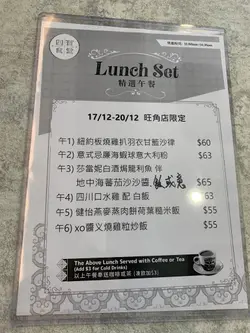 Lunch Set
精選午餐
17/12-20/12 旺角店限定
午1) 紐約板燒雞扒羽衣甘藍沙律 $60
午2) 意式忌廉海蝦球意大利粉 $63
午3) 莎當妮白酒焗龍利魚 伴
地中海蕃茄沙沙醬, 飯或意 $65
午4) 四川口水雞 配 白飯 $63
午5) 健怡燕麥蒸肉餅荷葉糙米飯 $55
午6) xo醬义燒雞粒炒飯 $55
The Above Lunch Served with Coffee or Tea
(Add $3 for Cold Drinks)
以上午餐奉送咖啡或茶 (凍飲加$3)